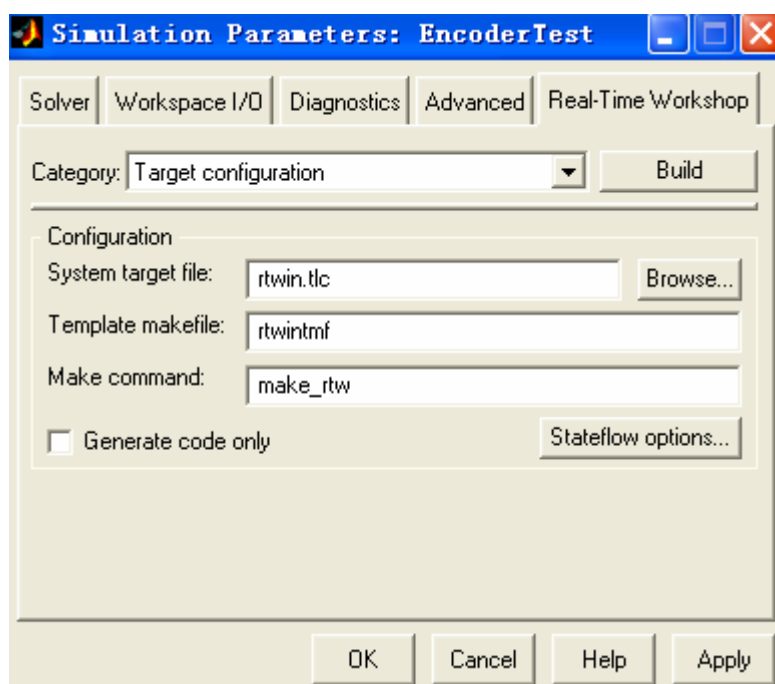 Simulation Parameters: EncoderTest
Solver Workspace I/O Diagnostics Advanced Real-Time Workshop
Category: Target configuration Build
Configuration
System target file: rtwin.tlc Browse...
Template makefile: rtwintmf
Make command: make_rtw
Generate code only Stateflow options...
OK Cancel Help Apply